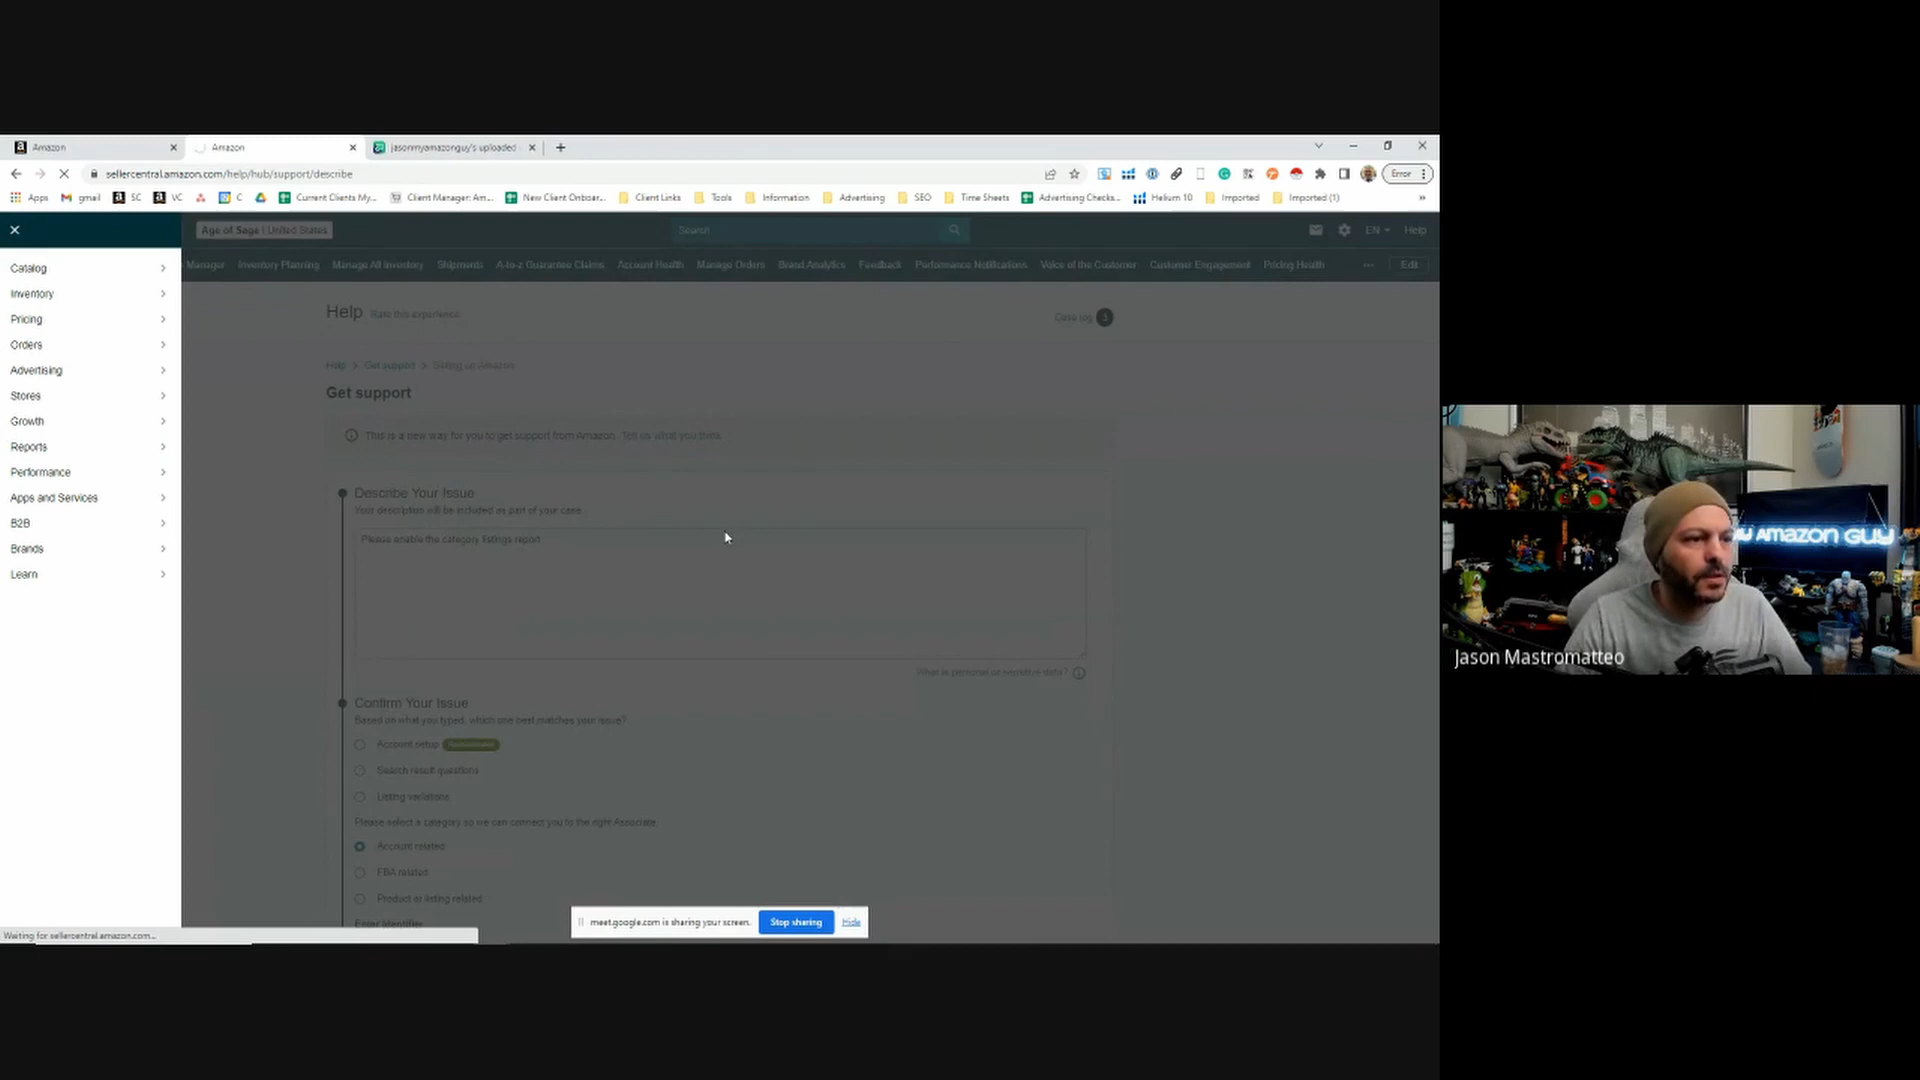 Amazon
Amazon
jasonmyamazonguy's uploaded
sellercentral.amazon.com/help/hub/support/describe
Error
Apps
gmail
SC
VC
C
Current Clients My...
Client Manager: Am...
New Client Onboar...
Client Links
Tools
Information
Advertising
SEO
Time Sheets
Advertising Checks...
Helium 10
Imported
Imported (1)
Age of Sage | United States
Search
EN
Help
Manager
Inventory Planning
Manage All Inventory
Shipments
A-to-z Guarantee Claims
Account Health
Manage Orders
Brand Analytics
Feedback
Performance Notifications
Voice of the Customer
Customer Engagement
Pricing Health
Edit
Catalog
Inventory
Pricing
Orders
Advertising
Stores
Growth
Reports
Performance
Apps and Services
B2B
Brands
Learn
Help
Rate this experience
Case log
3
Help > Get support > Selling on Amazon
Get support
This is a new way for you to get support from Amazon. Tell us what you think
Describe Your Issue
Your description will be included as part of your case.
Please enable the category listings report
What is personal or sensitive data?
Confirm Your Issue
Based on what you typed, which one best matches your issue?
Account setup
Search result questions
Listing variations
Please select a category so we can connect you to the right Associate.
Account related
FBA related
Product or listing related
Enter Identifier
meet.google.com is sharing your screen.
Stop sharing
Hide
Waiting for sellercentral.amazon.com...
AMAZON GUY
Jason Mastromatteo